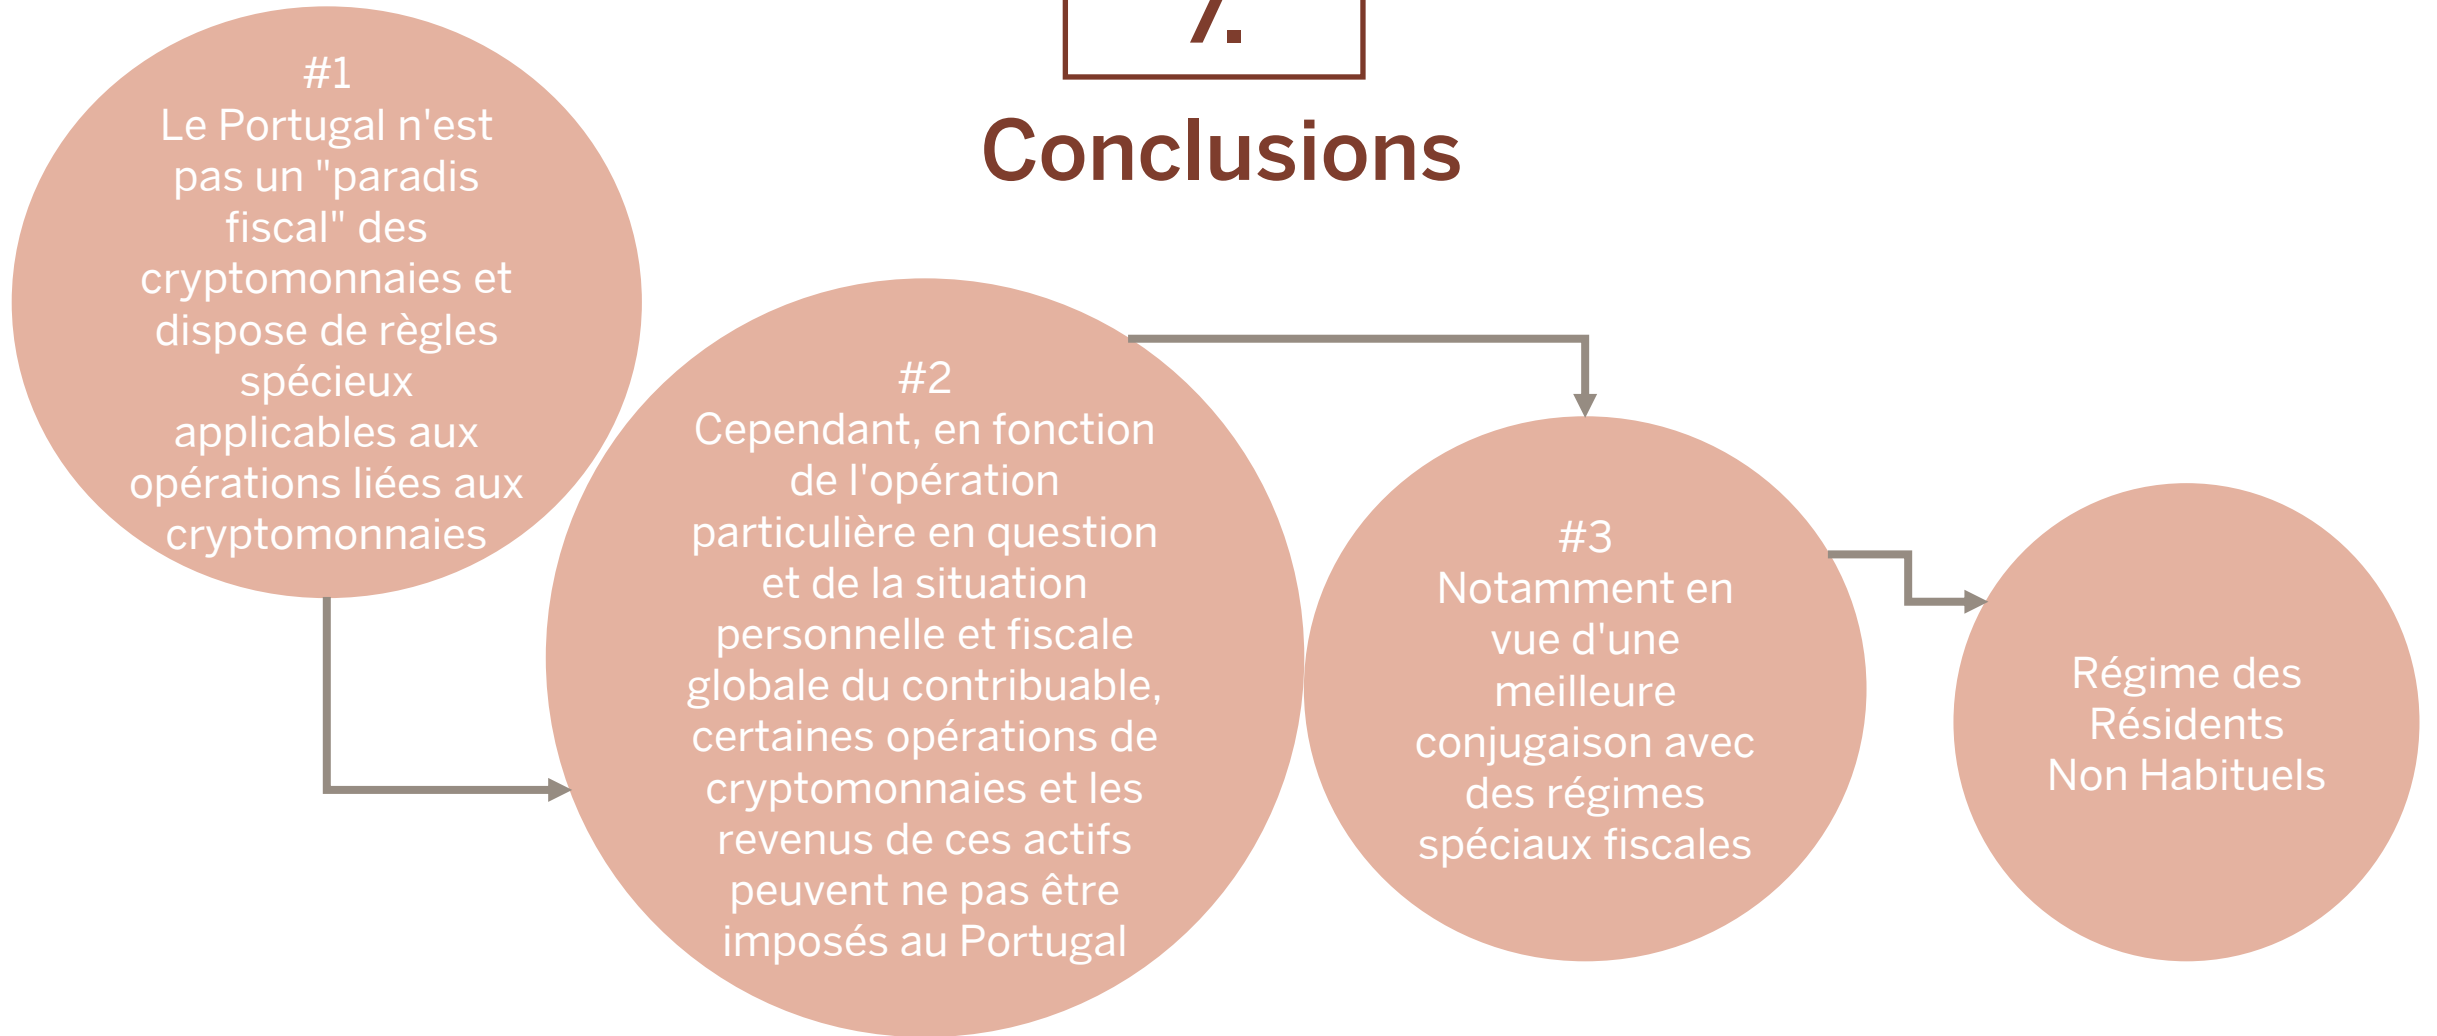 7.
Conclusions
#1
Le Portugal n'est
pas un "paradis
fiscal" des
cryptomonnaies et
dispose de règles
spécieux
applicables aux
opérations liées aux
cryptomonnaies
#2
Cependant, en fonction
de l'opération
particulière en question
et de la situation
personnelle et fiscale
globale du contribuable,
certaines opérations de
cryptomonnaies et les
revenus de ces actifs
peuvent ne pas être
imposés au Portugal
#3
Notamment en
vue d'une
meilleure
conjugaison avec
des régimes
spéciaux fiscales
Régime des
Résidents
Non Habituels